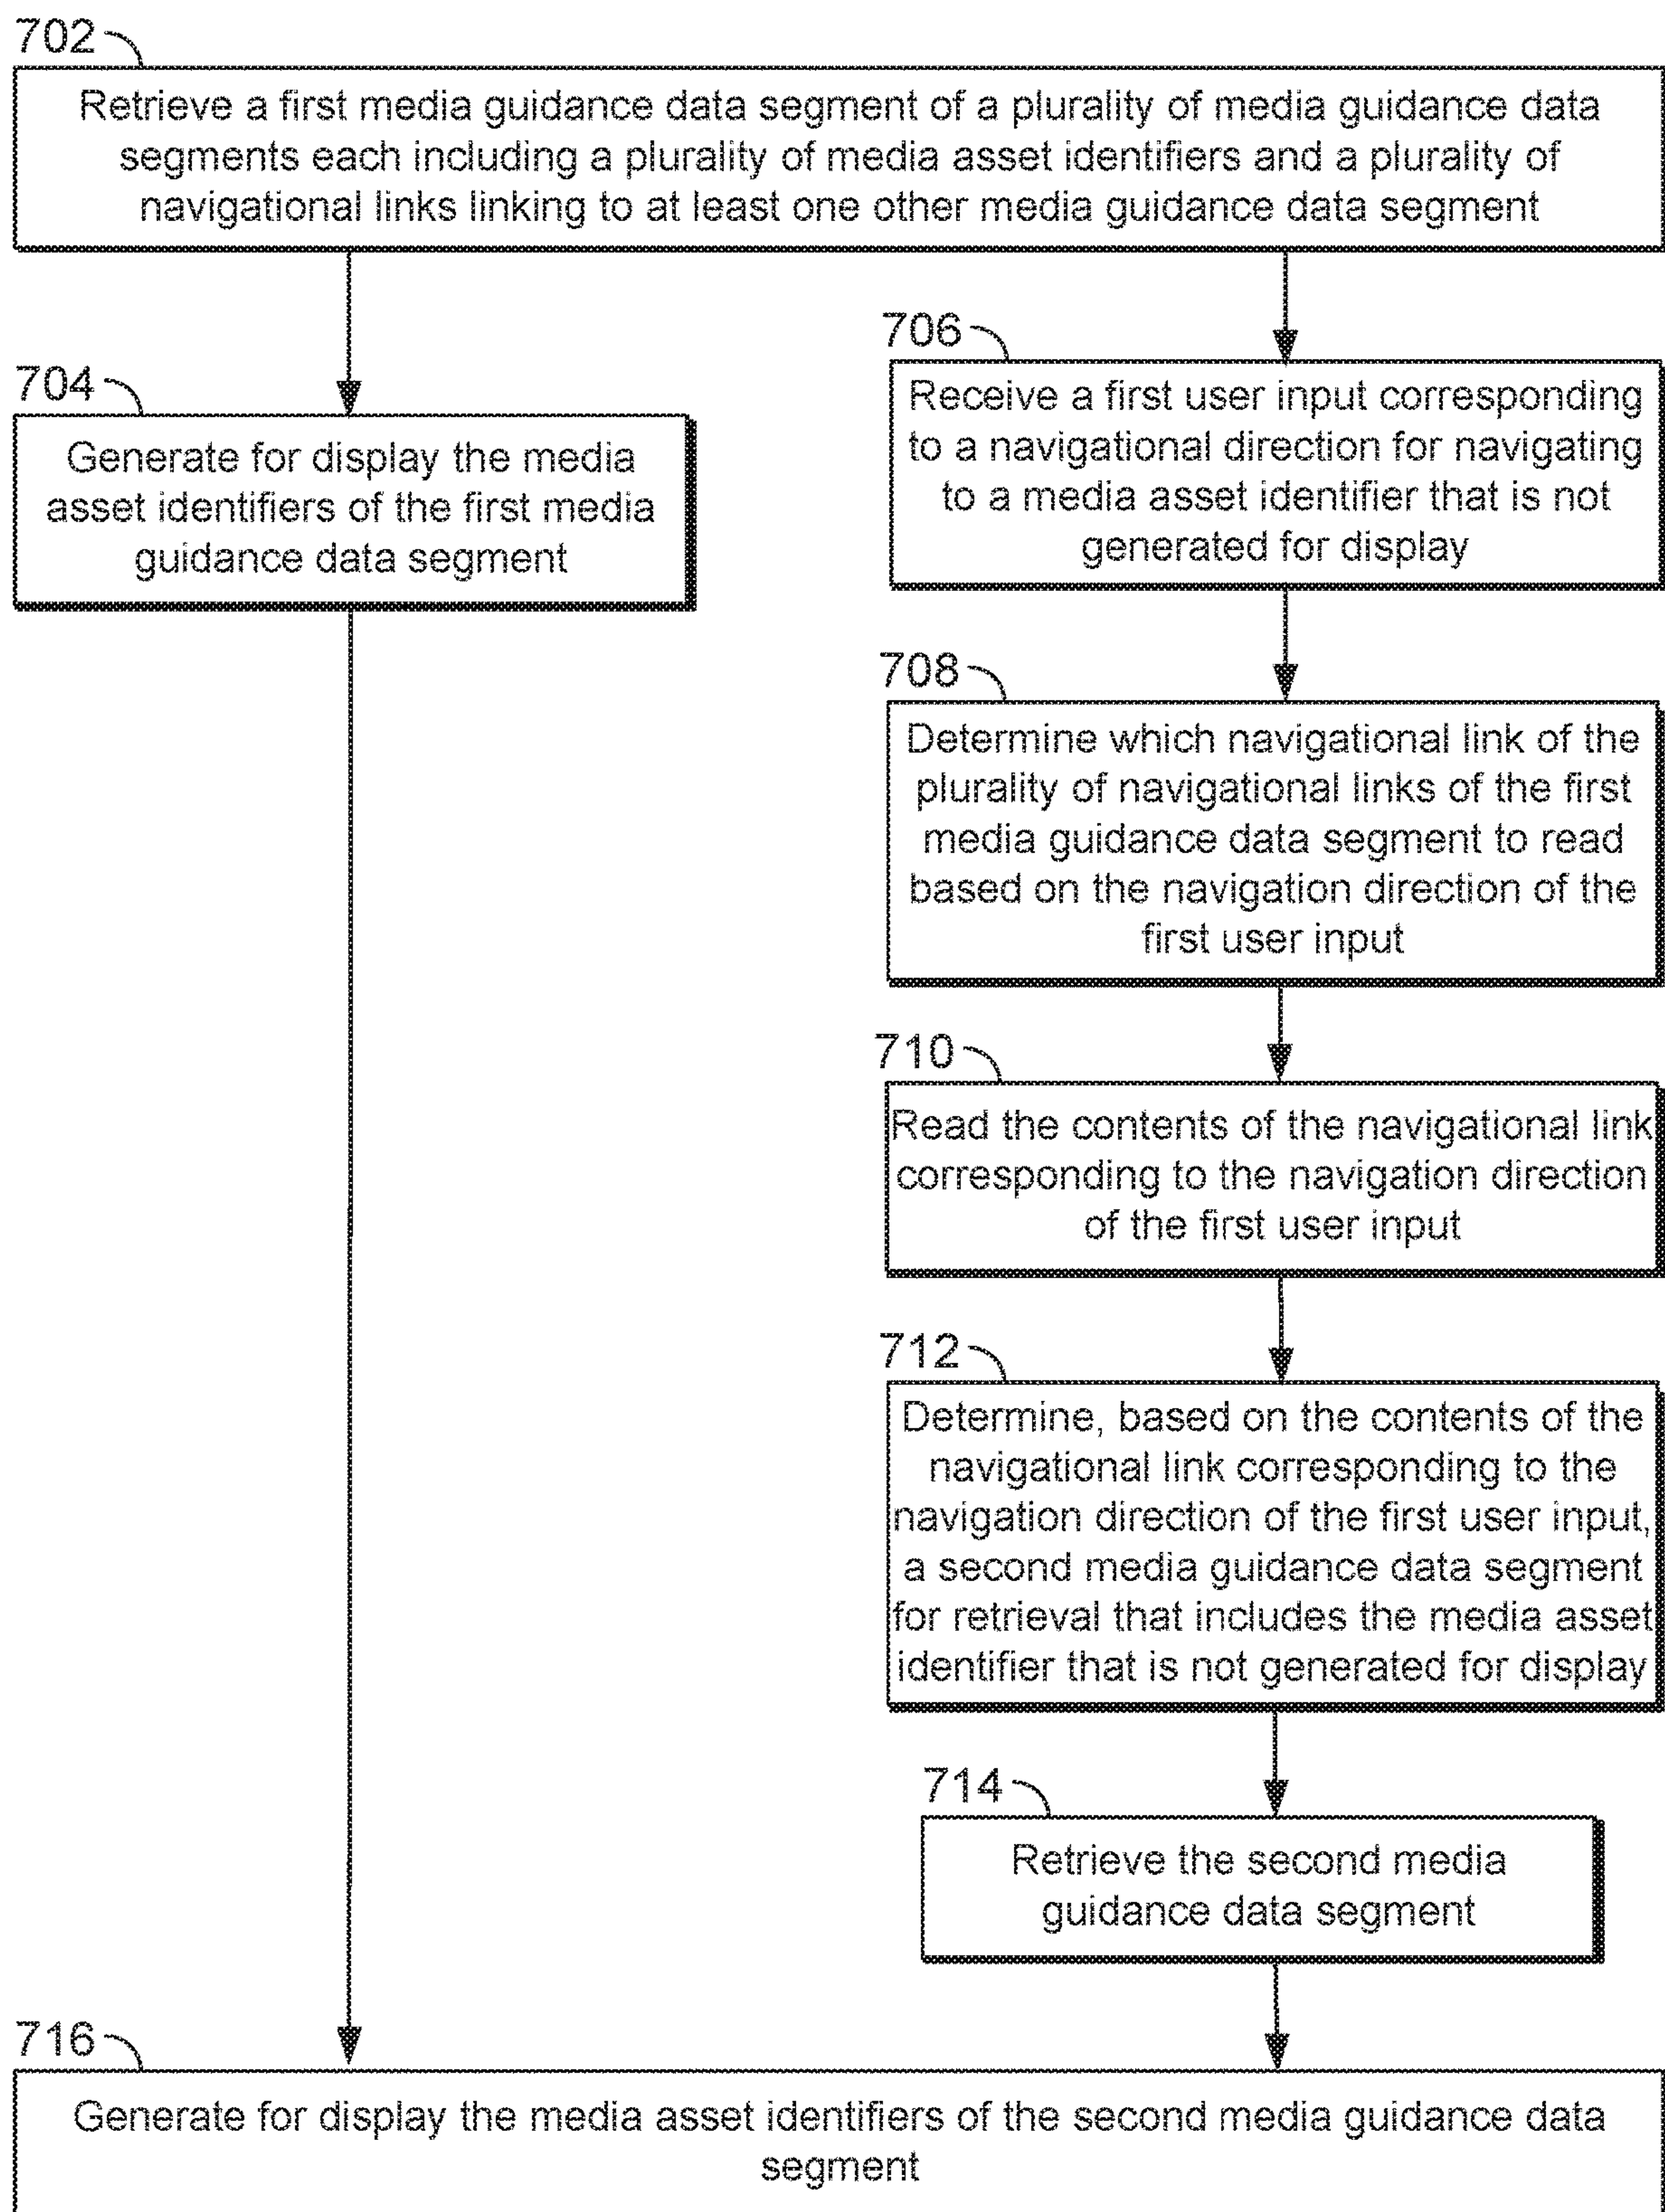 702
Retrieve a first media guidance data segment of a plurality of media guidance data
segments each including a plurality of media asset identifiers and a plurality of
navigational links linking to at least one other media guidance data segment
704
Generate for display the media
asset identifiers of the first media
guidance data segment
706
Receive a first user input corresponding
to a navigational direction for navigating
to a media asset identifier that is not
generated for display
708
Determine which navigational link of the
plurality of navigational links of the first
media guidance data segment to read
based on the navigation direction of the
first user input
710
Read the contents of the navigational link
corresponding to the navigation direction
of the first user input
712
Determine, based on the contents of the
navigational link corresponding to the
navigation direction of the first user input,
a second media guidance data segment
for retrieval that includes the media asset
identifier that is not generated for display
714
Retrieve the second media
guidance data segment
716
Generate for display the media asset identifiers of the second media guidance data
segment